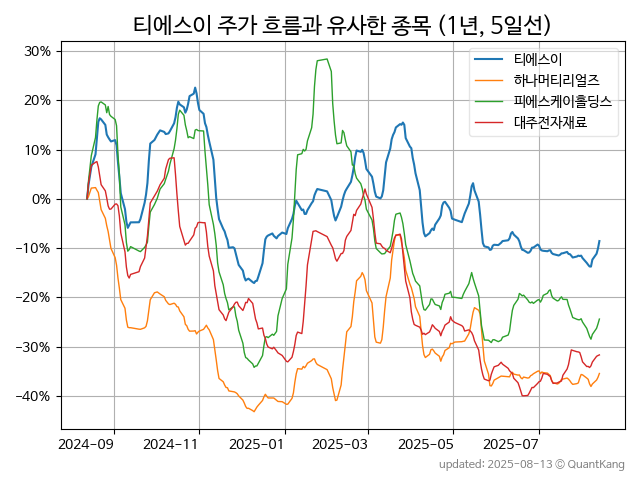 티에스이 주가 흐름과 유사한 종목 (1년, 5일선)
티에스이
하나머티리얼즈
피에스케이홀딩스
대주전자재료
30%
20%
10%
0%
−10%
−20%
−30%
−40%
2024-09
2024-11
2025-01
2025-03
2025-05
2025-07
updated: 2025-08-13 © QuantKang